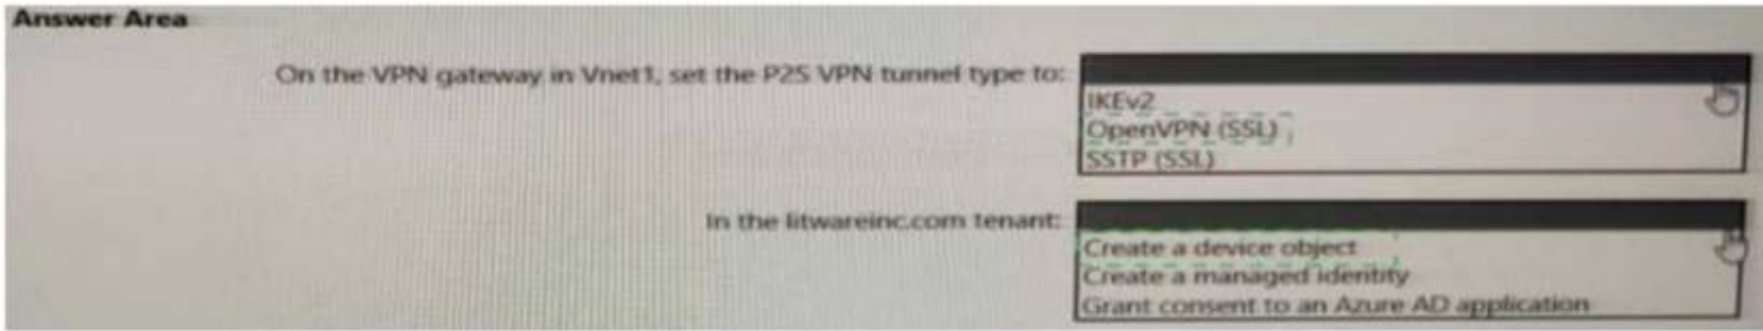 Answer Area
On the VPN gateway in Vnet1, set the P2S VPN tunnel type to:
IKEv2
OpenVPN (SSL)
SSTP (SSL)
In the litwareinc.com tenant:
Create a device object
Create a managed identity
Grant consent to an Azure AD application